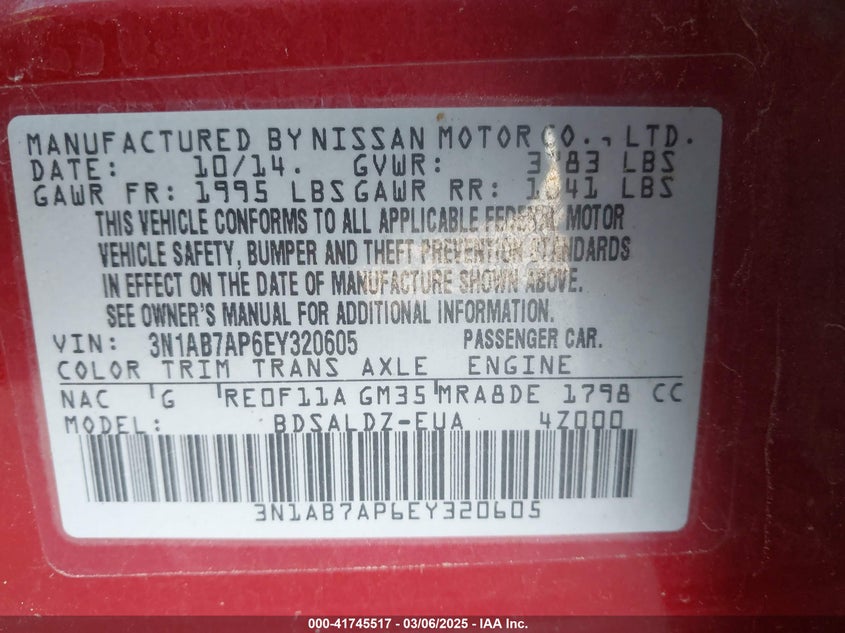 MANUFACTURED BY NISSAN MOTOR CO., LTD.
DATE: 10/14. GVWR: LBS
GAWR FR: 1995 LBS GAWR RR: LBS
THIS VEHICLE CONFORMS TO ALL APPLICABLE FEDERAL MOTOR
VEHICLE SAFETY, BUMPER AND THEFT PREVENTION STANDARDS
IN EFFECT ON THE DATE OF MANUFACTURE SHOWN ABOVE.
SEE OWNER'S MANUAL FOR ADDITIONAL INFORMATION.
VIN: 3N1AB7AP6EY320605 PASSENGER CAR.
COLOR TRIM TRANS AXLE ENGINE
NAC G RE0F11A GM35 MRA8DE 1798 CC
MODEL: BDSALDZ-EUA 4Z000
3N1AB7AP6EY320605
000-41745517 - 03/06/2025 - IAA Inc.